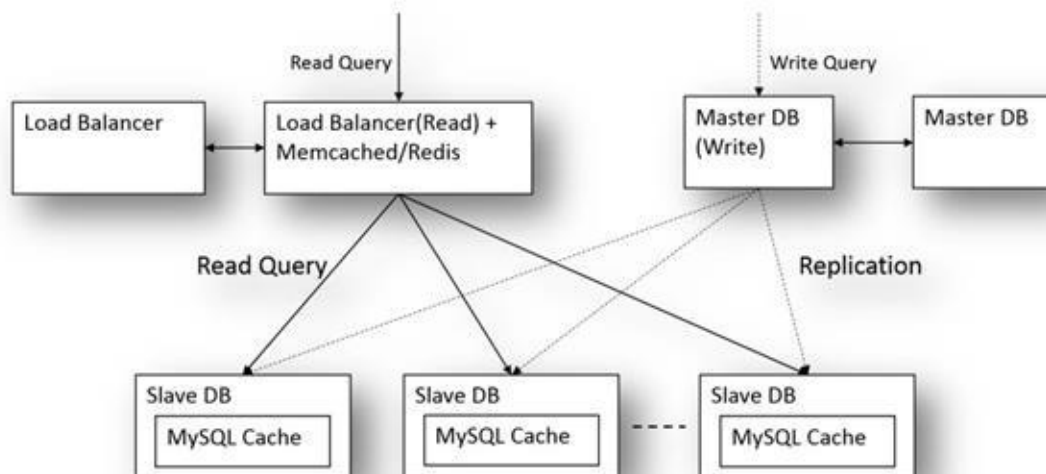 Read Query
Write Query
Load Balancer
Load Balancer(Read) +
Memcached/Redis
Master DB
(Write)
Master DB
Read Query
Replication
Slave DB
MySQL Cache
Slave DB
MySQL Cache
Slave DB
MySQL Cache